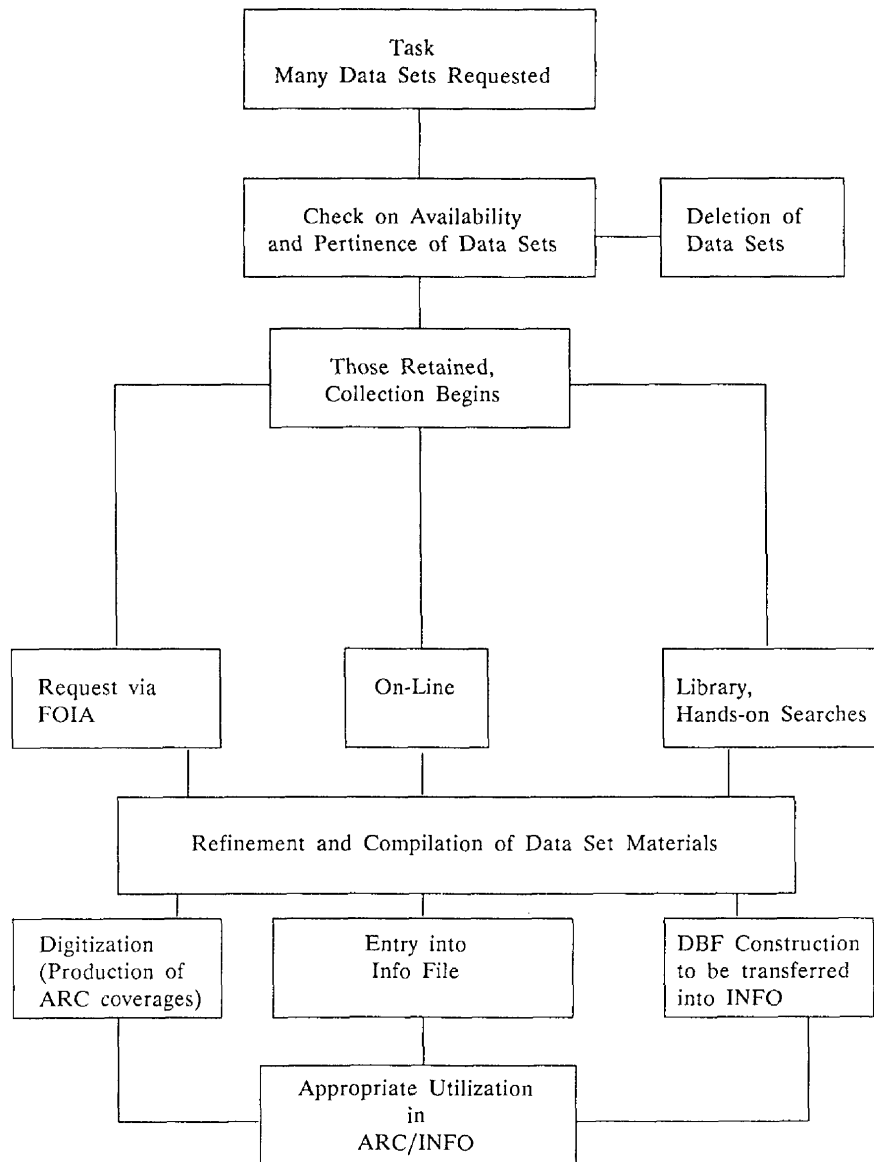 Task
Many Data Sets Requested
Check on Availability
and Pertinence of Data Sets
Deletion of
Data Sets
Those Retained,
Collection Begins
Request via
FOIA
On-Line
Library,
Hands-on Searches
Refinement and Compilation of Data Set Materials
Digitization
(Production of
ARC coverages)
Entry into
Info File
DBF Construction
to be transferred
into INFO
Appropriate Utilization
in
ARC/INFO